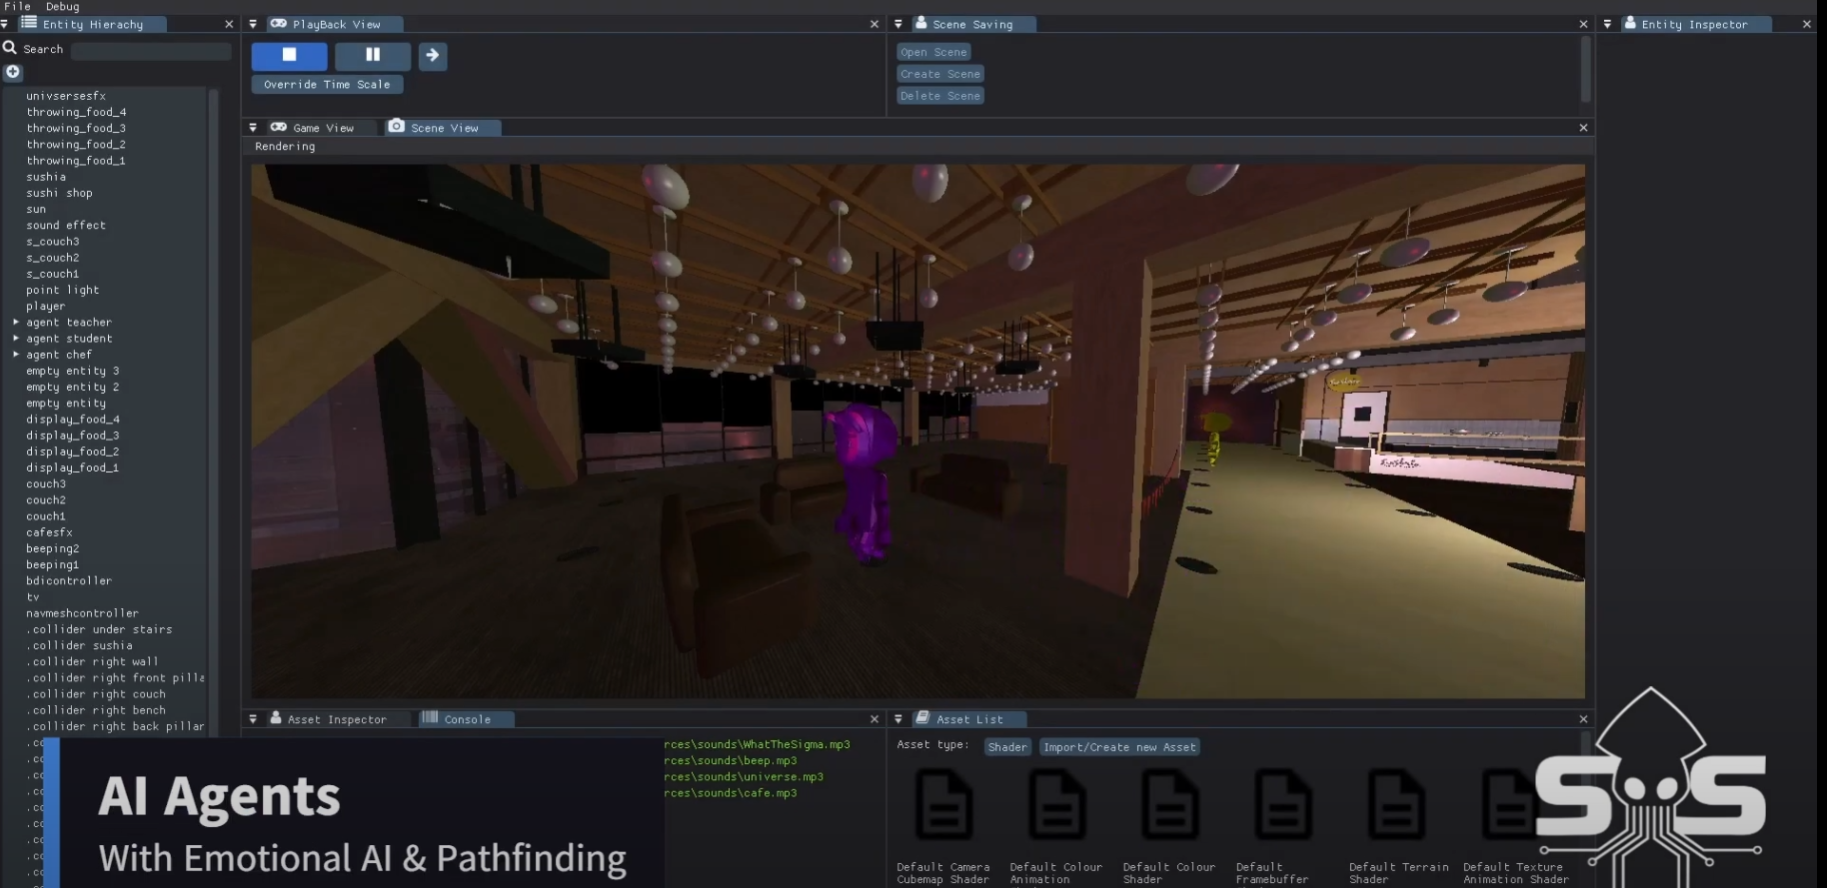 File Debug
Entity Hierachy
Search
univsersesfx
throwing_food_4
throwing_food_3
throwing_food_2
throwing_food_1
sushia
sushi shop
sun
sound effect
s_couch3
s_couch2
s_couch1
point light
player
agent teacher
agent student
agent chef
empty entity 3
empty entity 2
empty entity
display_food_4
display_food_3
display_food_2
display_food_1
couch3
couch2
couch1
cafesfx
beeping2
beeping1
bdicontroller
tv
navmeshcontroller
.collider under stairs
.collider sushia
.collider right wall
.collider right front pilla
.collider right couch
.collider right bench
.collider right back pillar
PlayBack View
Override Time Scale
Scene Saving
Open Scene
Create Scene
Delete Scene
Entity Inspector
Game View Scene View
Rendering
Asset Inspector Console
rces\sounds\WhatTheSigma.mp3
rces\sounds\beep.mp3
rces\sounds\universe.mp3
rces\sounds\cafe.mp3
Asset List
Asset type: Shader Import/Create new Asset
Default Camera Cubemap Shader
Default Colour Animation
Default Colour Shader
Default Framebuffer
Default Terrain Shader
Default Texture Animation Shader
AI Agents
With Emotional AI & Pathfinding
S S